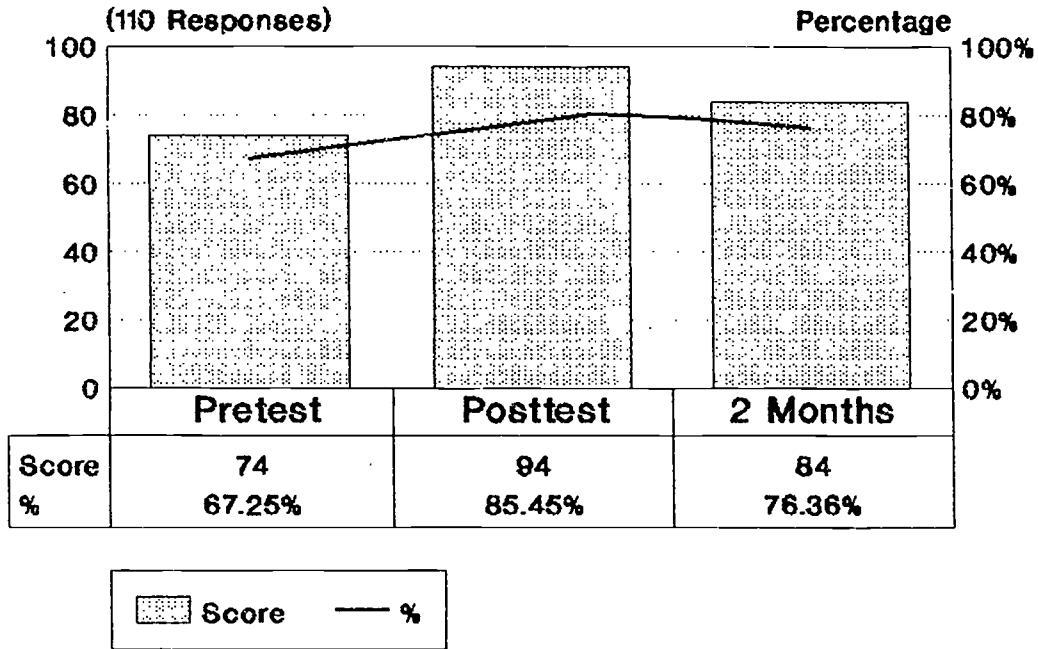 (110 Responses) Percentage
100 100%
80 80%
60 60%
40 40%
20 20%
0 0%
Pretest Posttest 2 Months
Score 74 94 84
% 67.25% 85.45% 76.36%
Score %